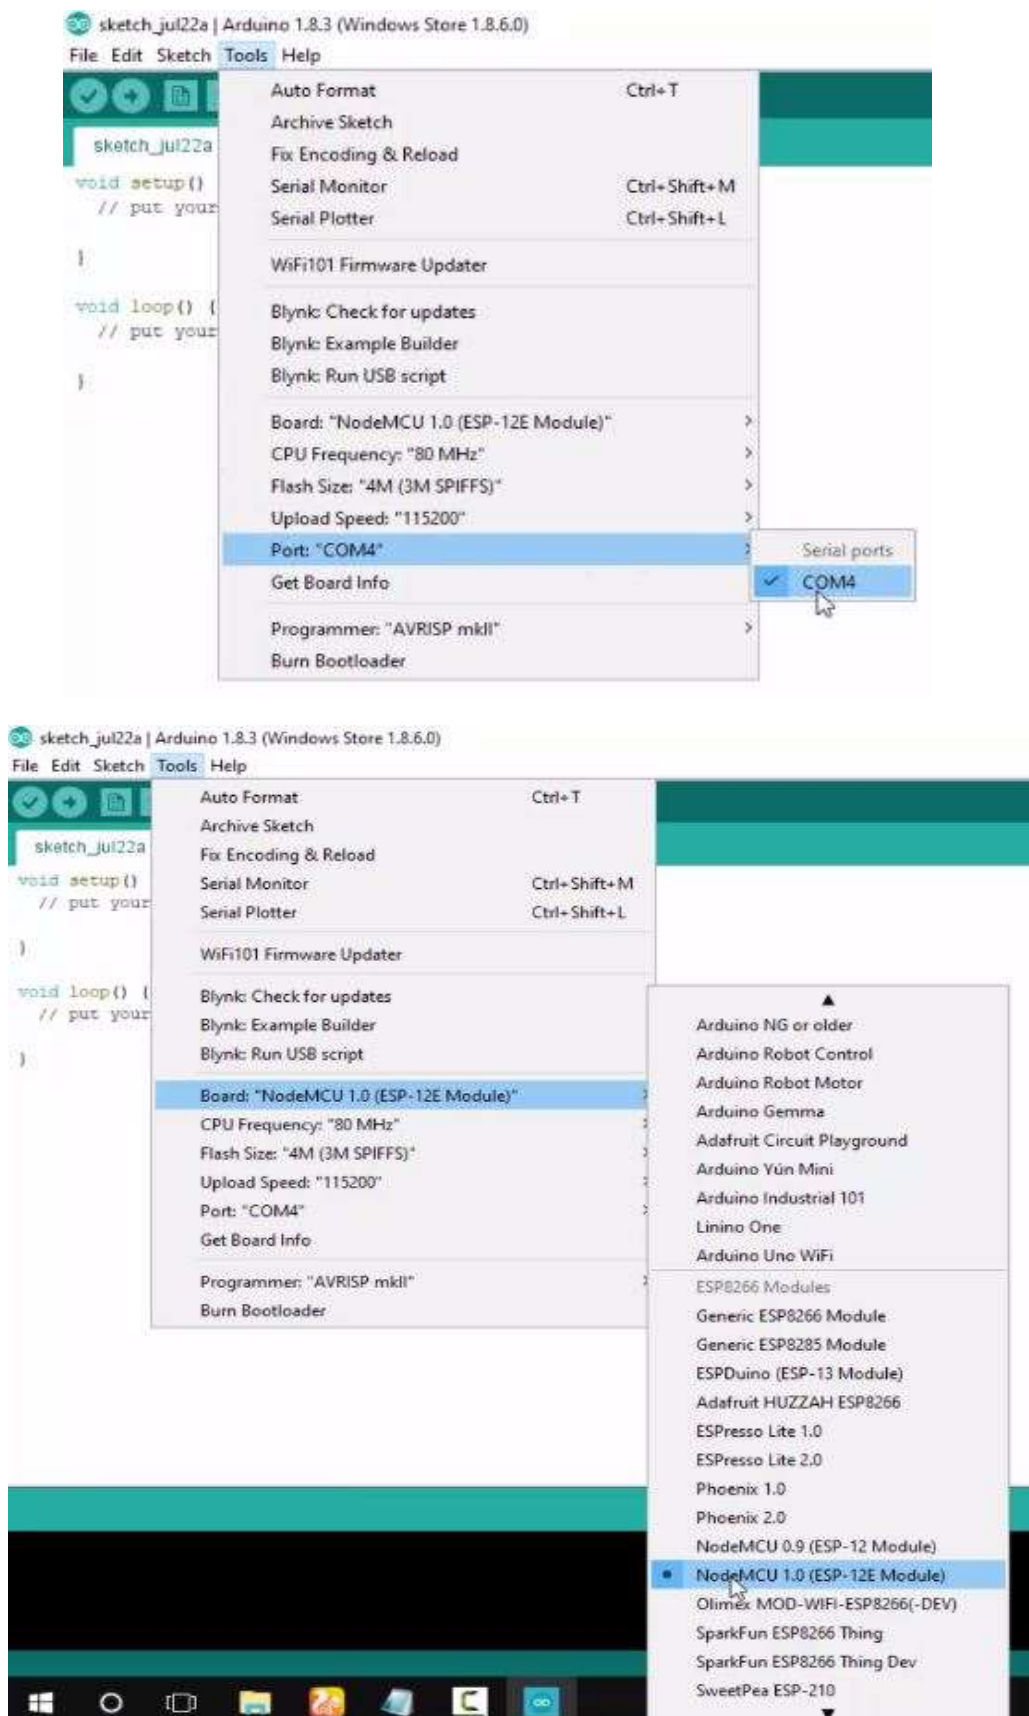 sketch_jul22a | Arduino 1.8.3 (Windows Store 1.8.6.0)
File Edit Sketch Tools Help
Auto Format Ctrl+T
Archive Sketch
sketch_jul22a
Fix Encoding & Reload
void setup()
Serial Monitor Ctrl+Shift+M
// put your
Serial Plotter Ctrl+Shift+L
}
WiFi101 Firmware Updater
void loop() {
Blynk: Check for updates
// put your
Blynk: Example Builder
Blynk: Run USB script
}
Board: "NodeMCU 1.0 (ESP-12E Module)"
CPU Frequency: "80 MHz"
Flash Size: "4M (3M SPIFFS)"
Upload Speed: "115200"
Port: "COM4"
Serial ports
Get Board Info
COM4
Programmer: "AVRISP mkII"
Burn Bootloader
sketch_jul22a | Arduino 1.8.3 (Windows Store 1.8.6.0)
File Edit Sketch Tools Help
Auto Format Ctrl+T
Archive Sketch
sketch_jul22a
Fix Encoding & Reload
void setup()
Serial Monitor Ctrl+Shift+M
// put your
Serial Plotter Ctrl+Shift+L
}
WiFi101 Firmware Updater
void loop() {
Blynk: Check for updates
// put your
Blynk: Example Builder
Blynk: Run USB script
}
Board: "NodeMCU 1.0 (ESP-12E Module)"
CPU Frequency: "80 MHz"
Flash Size: "4M (3M SPIFFS)"
Upload Speed: "115200"
Port: "COM4"
Get Board Info
Programmer: "AVRISP mkII"
Burn Bootloader
Arduino NG or older
Arduino Robot Control
Arduino Robot Motor
Arduino Gemma
Adafruit Circuit Playground
Arduino Yún Mini
Arduino Industrial 101
Linino One
Arduino Uno WiFi
ESP8266 Modules
Generic ESP8266 Module
Generic ESP8285 Module
ESPDuino (ESP-13 Module)
Adafruit HUZZAH ESP8266
ESPresso Lite 1.0
ESPresso Lite 2.0
Phoenix 1.0
Phoenix 2.0
NodeMCU 0.9 (ESP-12 Module)
NodeMCU 1.0 (ESP-12E Module)
Olimex MOD-WIFI-ESP8266(-DEV)
SparkFun ESP8266 Thing
SparkFun ESP8266 Thing Dev
SweetPea ESP-210